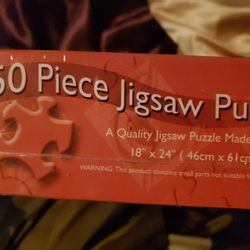 50 Piece Jigsaw Pu
A Quality Jigsaw Puzzle Made
18" x 24" ( 46cm x 61cm
WARNING: This product contains small parts not suitable f